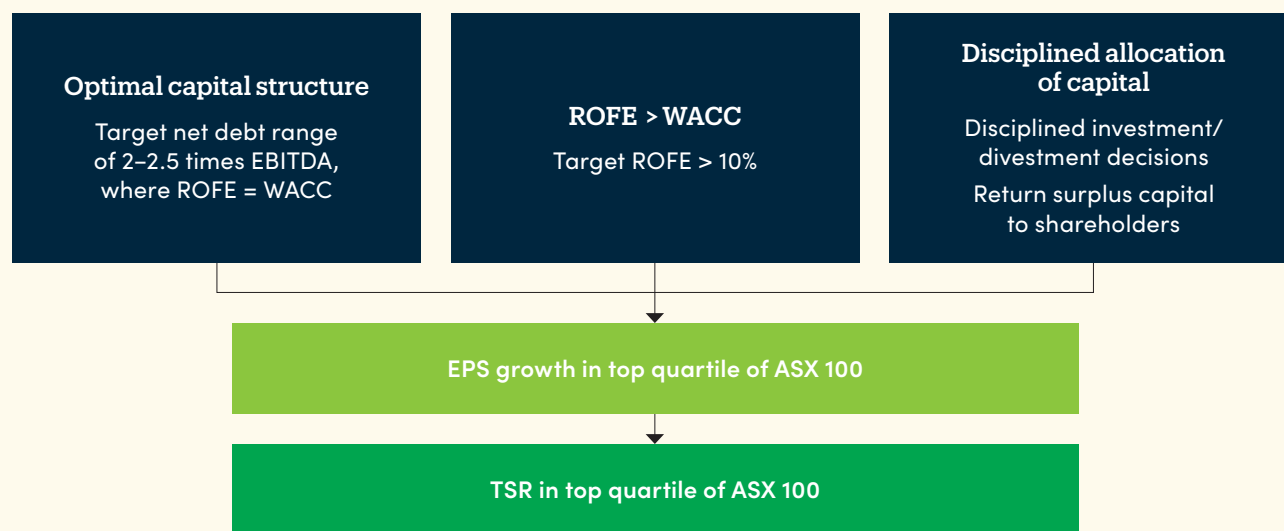 Optimal capital structure
Target net debt range
of 2–2.5 times EBITDA,
where ROFE = WACC
ROFE > WACC
Target ROFE > 10%
Disciplined allocation
of capital
Disciplined investment/
divestment decisions
Return surplus capital
to shareholders
EPS growth in top quartile of ASX 100
TSR in top quartile of ASX 100